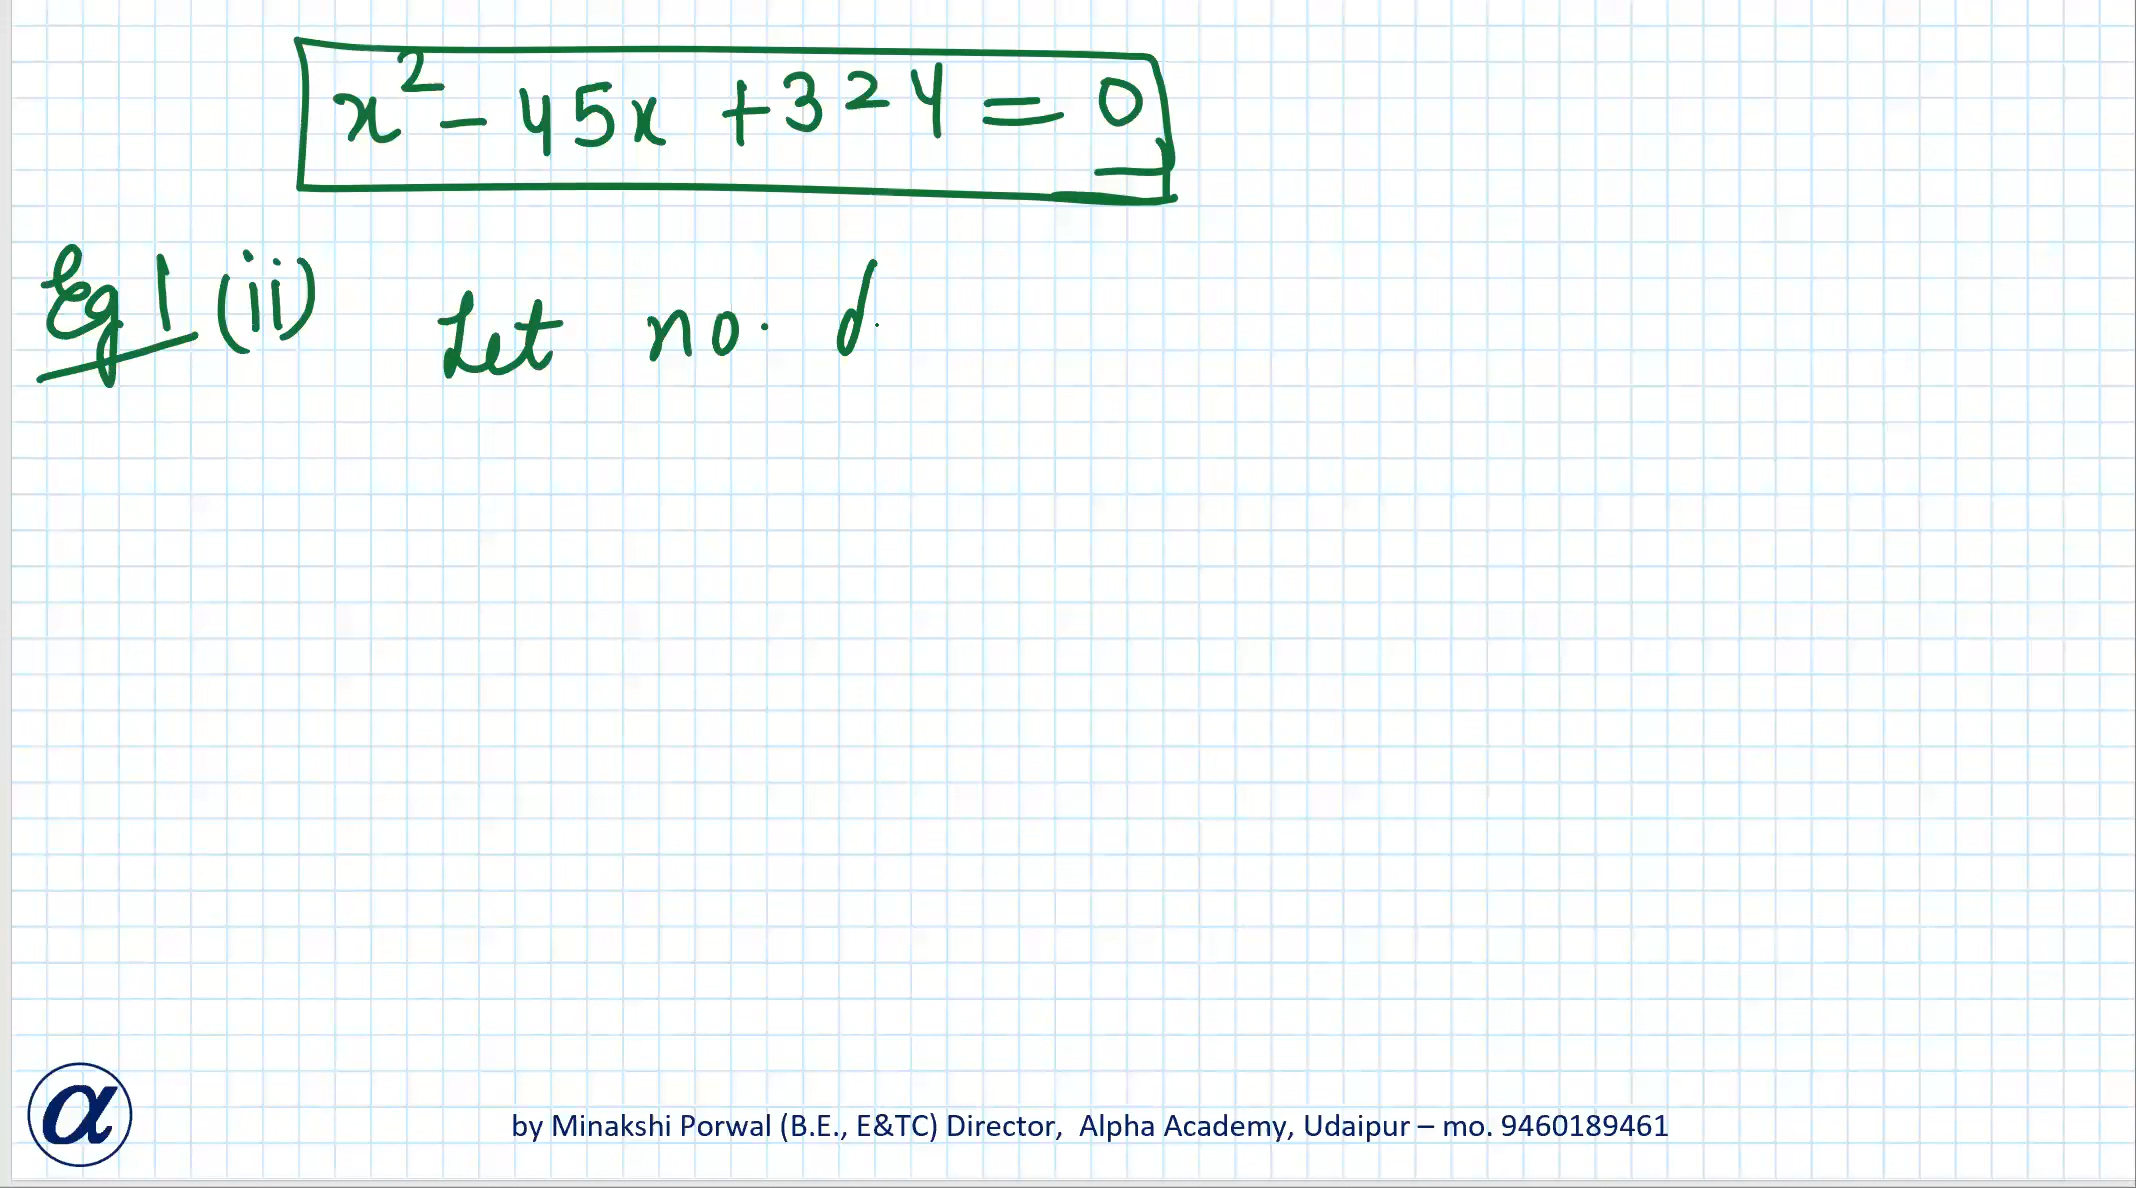 x² - 45x + 324 = 0
Eg 1 (ii) Let no.
α
by Minakshi Porwal (B.E., E&TC) Director, Alpha Academy, Udaipur – mo. 9460189461